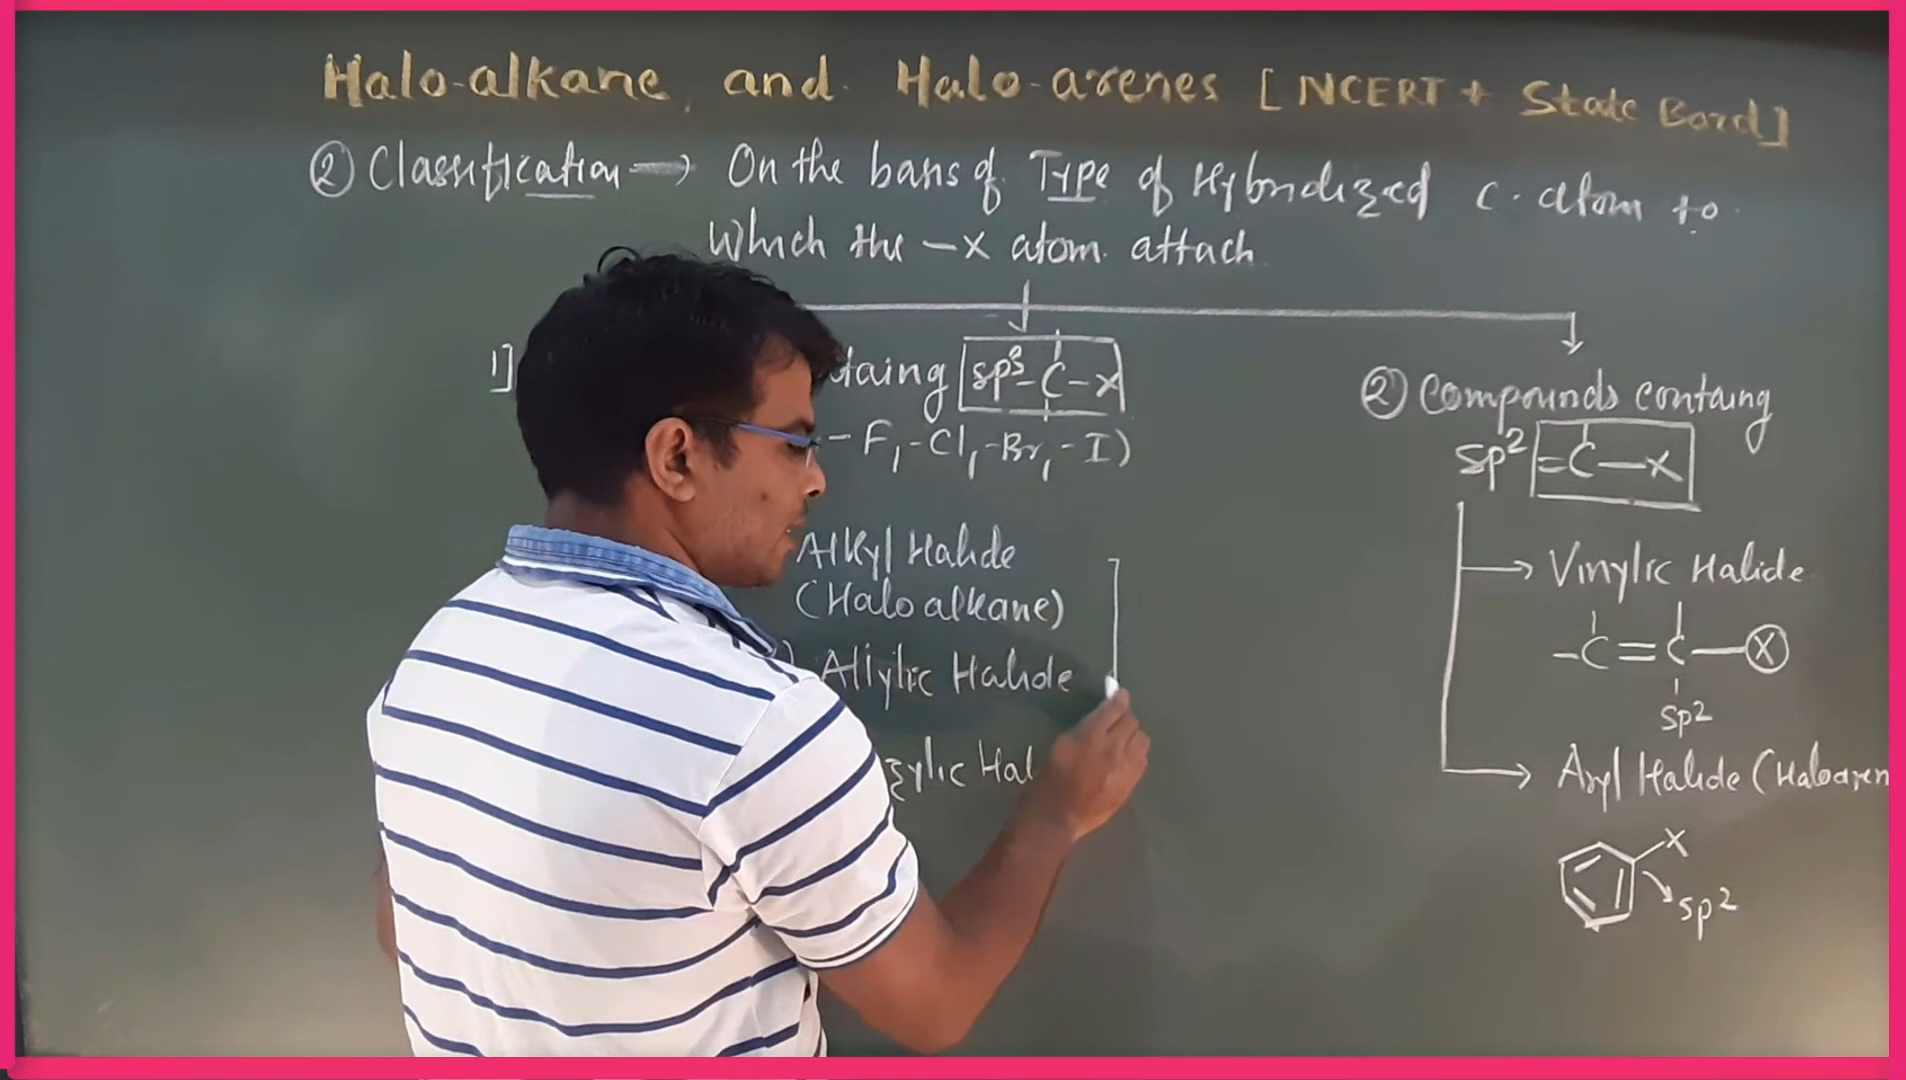 Halo-alkane, and Halo-arenes [NCERT + State Bord]
② Classification → On the basis of Type of Hybridized C. atom to
Which the -X atom. attach
1]
taing sp³ -C-X
-F, -Cl, -Br, -I)
Alkyl Halide
(Haloalkane)
) Allylic Halide
zylic Hal
② Compounds containg
sp² =C-X
→ Vinylic Halide
-C=C-X
sp2
→ Aryl Halide (Haloaren
X
sp2